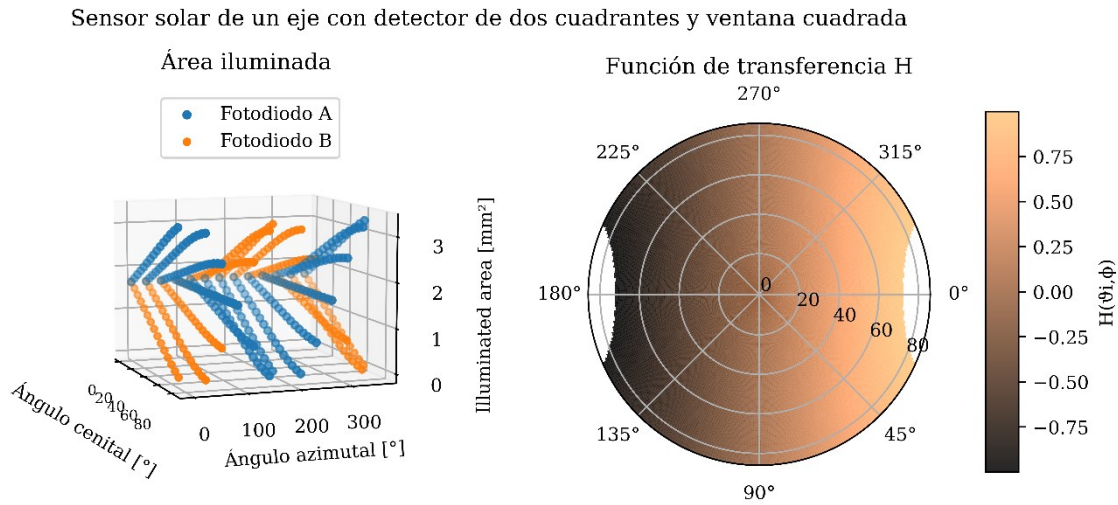 Sensor solar de un eje con detector de dos cuadrantes y ventana cuadrada
Área iluminada
Fotodiodo A
Fotodiodo B
3
2
1
0
Illuminated area [mm²]
0 20 40 60 80
Ángulo cenital [°]
0 100 200 300
Ángulo azimutal [°]
Función de transferencia H
270°
225° 315°
180° 0°
0 20 40 60 80
135° 45°
90°
0.75
0.50
0.25
0.00
−0.25
−0.50
−0.75
H(ϑi,ϕ)